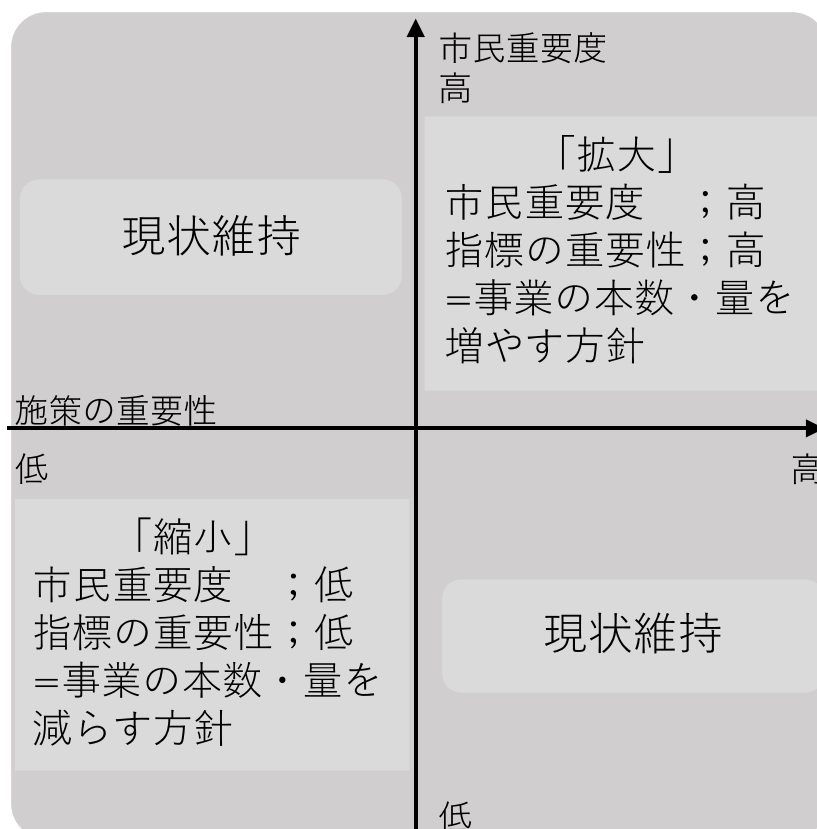 市民重要度
高
「拡大」
市民重要度　；高
指標の重要性；高
=事業の本数・量を
増やす方針
現状維持
施策の重要性
低
高
「縮小」
市民重要度　；低
指標の重要性；低
=事業の本数・量を
減らす方針
現状維持
低